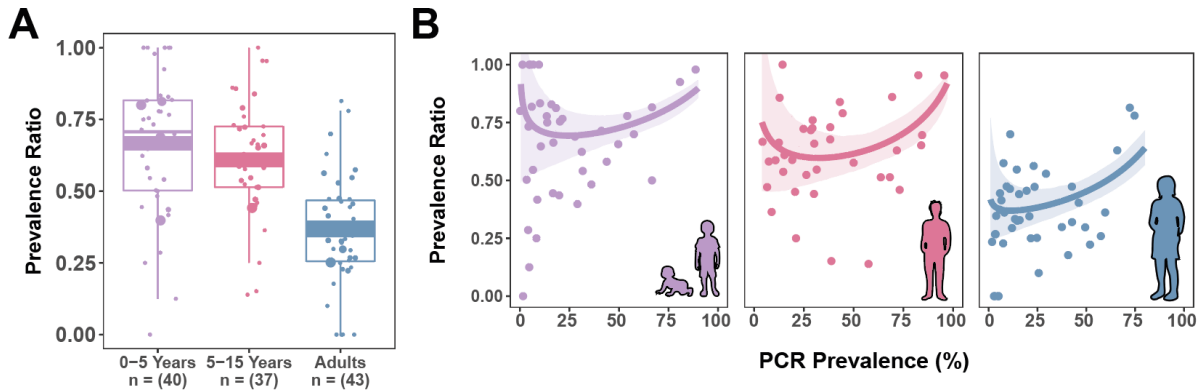 A
B
Prevalence Ratio
1.00
0.75
0.50
0.25
0.00
0−5 Years
n = (40)
5−15 Years
n = (37)
Adults
n = (43)
Prevalence Ratio
1.00
0.75
0.50
0.25
0.00
0 25 50 75 100
0 25 50 75 100
0 25 50 75 100
PCR Prevalence (%)